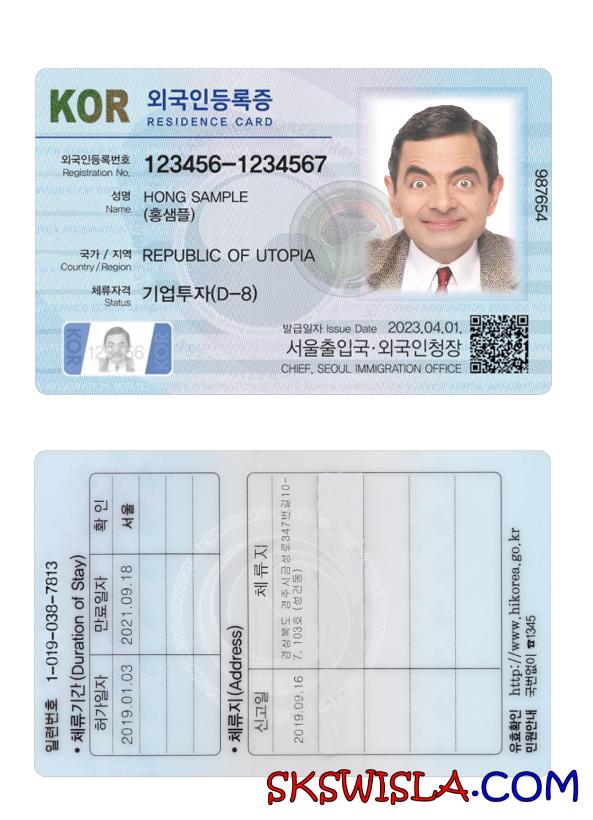 KOR 외국인등록증
RESIDENCE CARD
외국인등록번호 123456-1234567
Registration No.
성명 HONG SAMPLE
Name (홍샘플)
987654
국가 / 지역 REPUBLIC OF UTOPIA
Country / Region
체류자격 기업투자(D-8)
Status
KOR 123456 KOR
발급일자 Issue Date 2023.04.01.
서울출입국·외국인청장
CHIEF, SEOUL IMMIGRATION OFFICE
일련번호 1-019-038-7813
• 체류기간(Duration of Stay)
허가일자 만료일자 확 인
2019.01.03 2021.09.18 서울
• 체류지(Address)
신고일 체 류 지
2019.09.16 경상북도 경주시금성로347번길10-
7, 103호 (성건동)
유효확인 http://www.hikorea.go.kr
민원안내 국번없이 ☎1345
SKSWISLA.COM